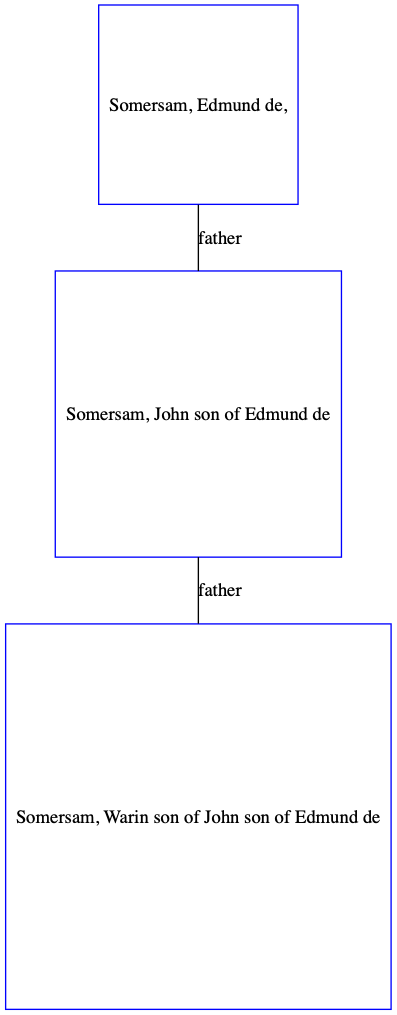 Somersam, Edmund de,
father
Somersam, John son of Edmund de
father
Somersam, Warin son of John son of Edmund de